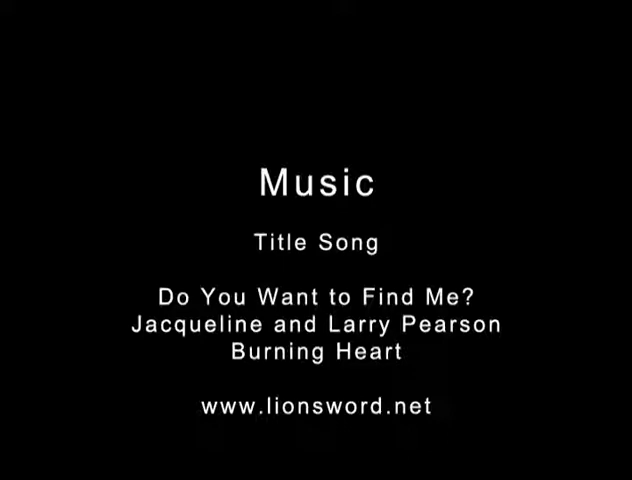 Music
Title Song
Do You Want to Find Me?
Jacqueline and Larry Pearson
Burning Heart
www.lionsword.net